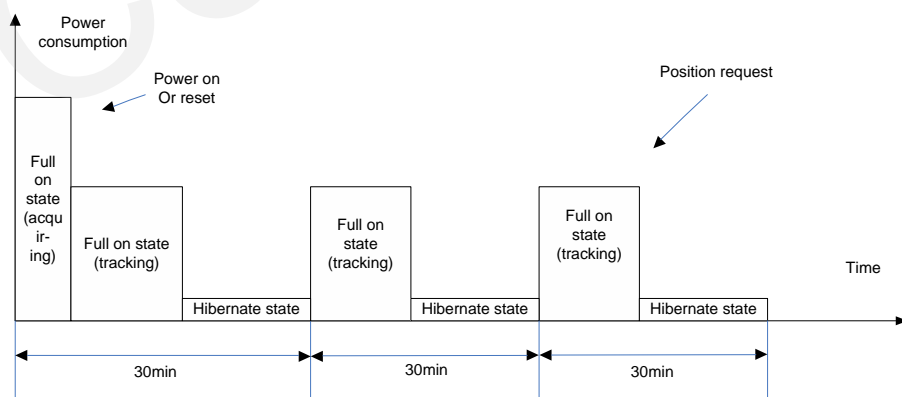 Power
consumption
Power on
Or reset
Position request
Full
on
state
(acqu
ir-
ing)
Full on state
(tracking)
Hibernate state
Full on
state
(tracking)
Hibernate state
Full on
state
(tracking)
Hibernate state
Time
30min
30min
30min